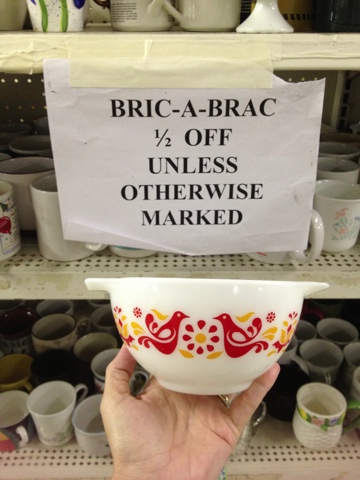 BRIC-A-BRAC
½ OFF
UNLESS
OTHERWISE
MARKED